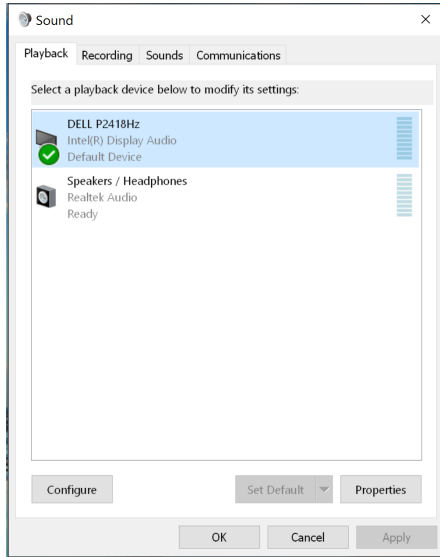 Sound
Playback Recording Sounds Communications
Select a playback device below to modify its settings:
DELL P2418Hz
Intel(R) Display Audio
Default Device
Speakers / Headphones
Realtek Audio
Ready
Configure Set Default Properties
OK Cancel Apply